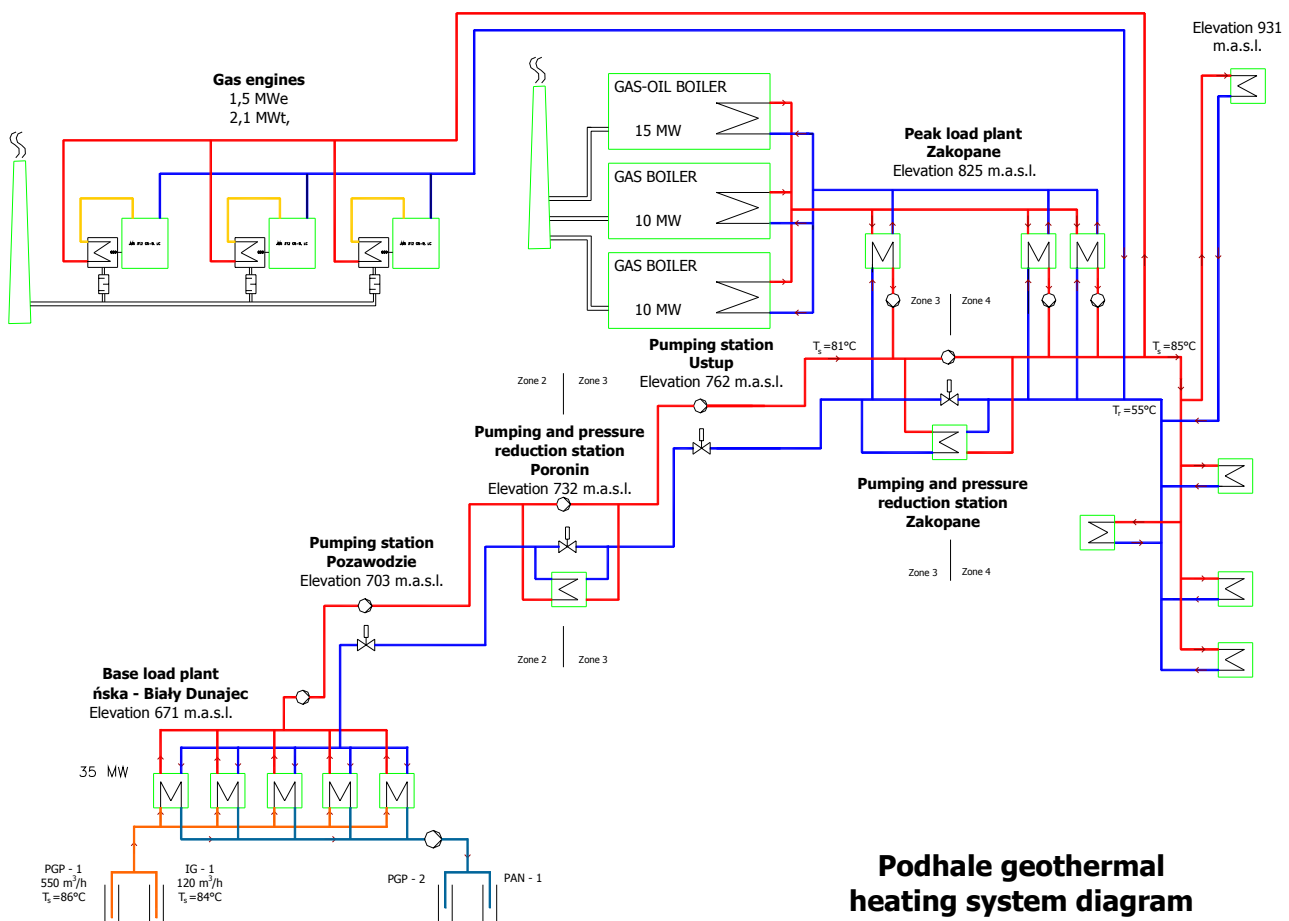 Elevation 931
m.a.s.l.
Gas engines
1,5 MWe
2,1 MWt,
GAS-OIL BOILER
15 MW
GAS BOILER
10 MW
GAS BOILER
10 MW
Peak load plant
Zakopane
Elevation 825 m.a.s.l.
Zone 3
Zone 4
Ts=81°C
Ts=85°C
Tr=55°C
Pumping station
Ustup
Elevation 762 m.a.s.l.
Zone 2
Zone 3
Pumping and pressure
reduction station
Poronin
Elevation 732 m.a.s.l.
Pumping and pressure
reduction station
Zakopane
Zone 3
Zone 4
Pumping station
Pozawodzie
Elevation 703 m.a.s.l.
Zone 2
Zone 3
Base load plant
ńska - Biały Dunajec
Elevation 671 m.a.s.l.
35 MW
PGP - 1
550 m³/h
Ts=86°C
IG - 1
120 m³/h
Ts=84°C
PGP - 2
PAN - 1
Podhale geothermal
heating system diagram